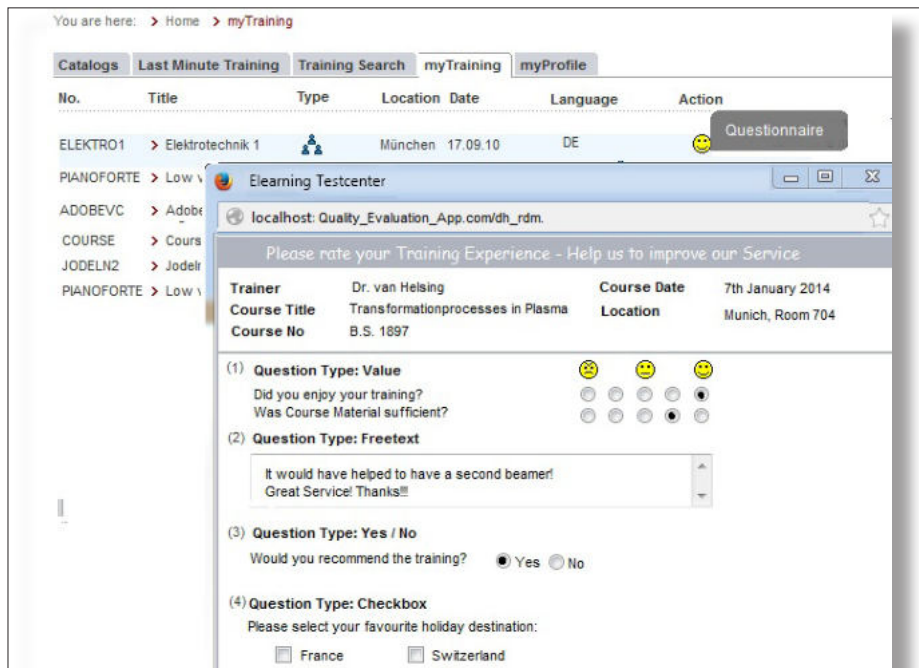 You are here: > Home > myTraining
Catalogs Last Minute Training Training Search myTraining myProfile
No. Title Type Location Date Language Action
Questionnaire
ELEKTRO1 > Elektrotechnik 1 München 17.09.10 DE
PIANOFORTE > Low v
ADOBEVC > Adobe
COURSE > Cours
JODELN2 > Jodeln
PIANOFORTE > Low v
Elearning Testcenter
localhost: Quality_Evaluation_App.com/dh_rdm.
Please rate your Training Experience - Help us to improve our Service
Trainer Dr. van Helsing Course Date 7th January 2014
Course Title Transformationprocesses in Plasma Location Munich, Room 704
Course No B.S. 1897
(1) Question Type: Value
Did you enjoy your training?
Was Course Material sufficient?
(2) Question Type: Freetext
It would have helped to have a second beamer!
Great Service! Thanks!!!
(3) Question Type: Yes / No
Would you recommend the training? Yes No
(4) Question Type: Checkbox
Please select your favourite holiday destination:
France Switzerland